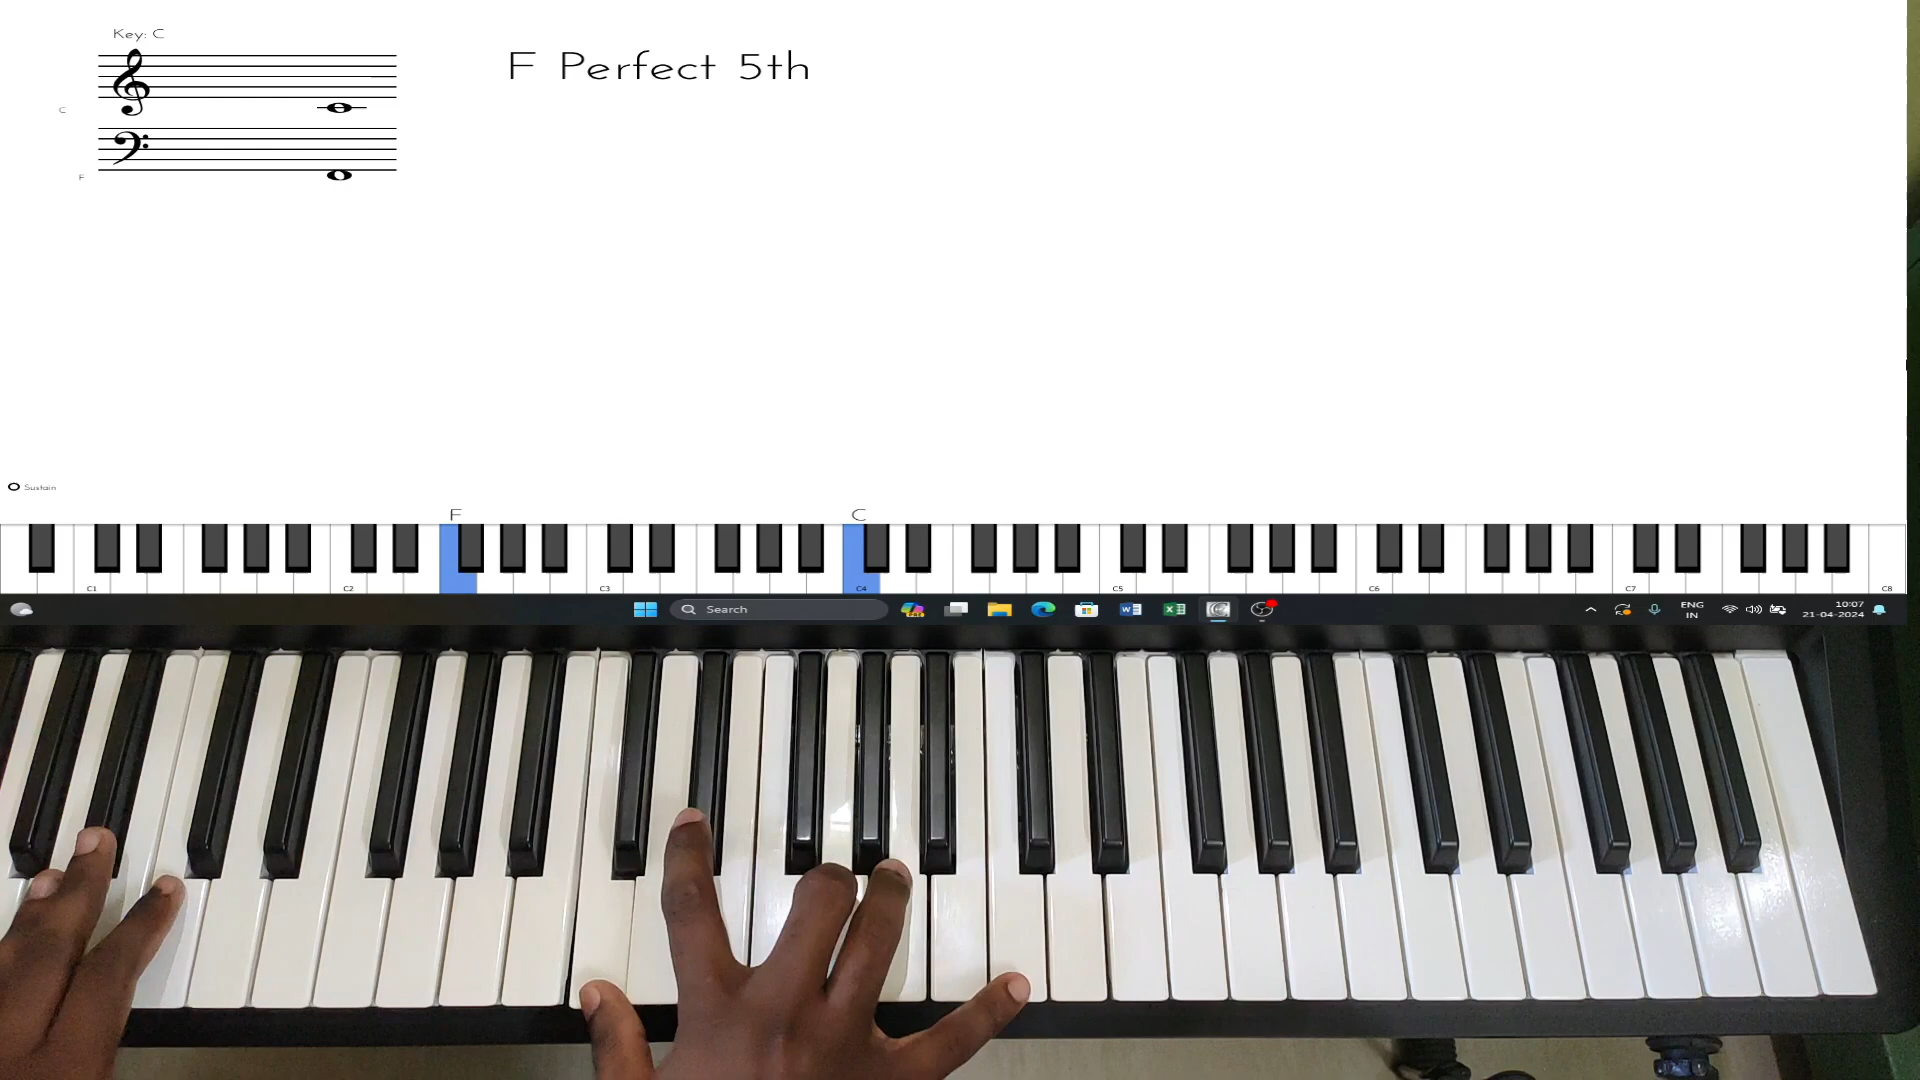 Key: C
F Perfect 5th
C
F
Sustain
F
C
C1
C2
C3
C4
C5
C6
C7
C8
Search
ENG
IN
10:07
21-04-2024